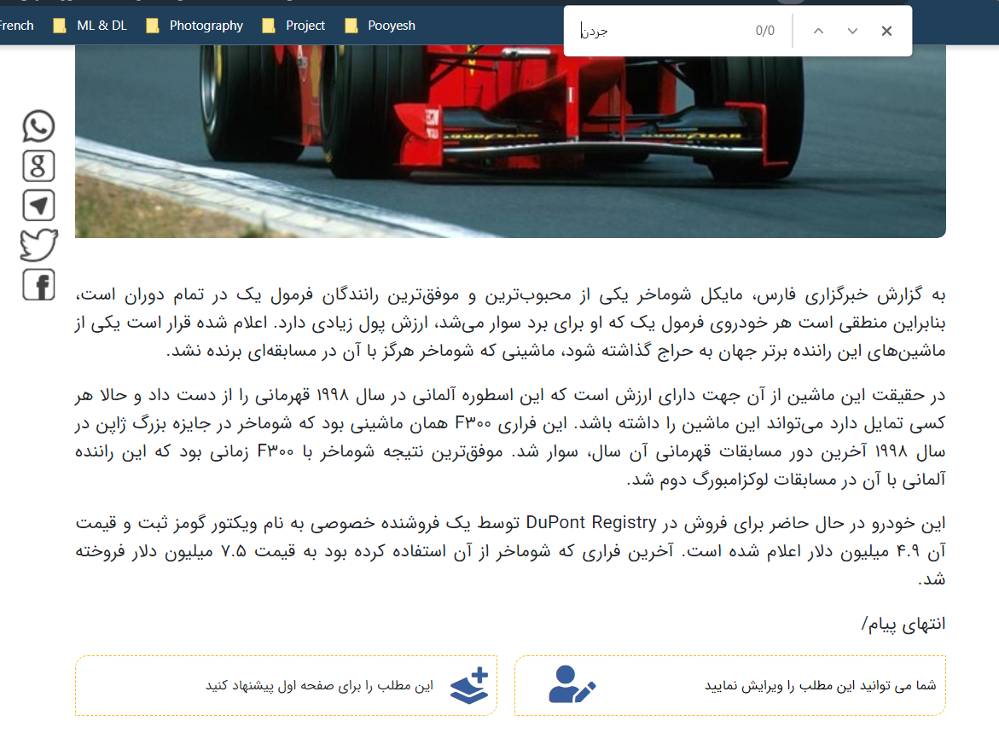 French
ML & DL
Photography
Project
Pooyesh
جردن
0/0
به گزارش خبرگزاری فارس، مایکل شوماخر یکی از محبوب‌ترین و موفق‌ترین رانندگان فرمول یک در تمام دوران است،
بنابراین منطقی است هر خودروی فرمول یک که او برای برد سوار می‌شد، ارزش پول زیادی دارد. اعلام شده قرار است یکی از
ماشین‌های این راننده برتر جهان به حراج گذاشته شود، ماشینی که شوماخر هرگز با آن در مسابقه‌ای برنده نشد.
در حقیقت این ماشین از آن جهت دارای ارزش است که این اسطوره آلمانی در سال ۱۹۹۸ قهرمانی را از دست داد و حالا هر
کسی تمایل دارد می‌تواند این ماشین را داشته باشد. این فراری F۳۰۰ همان ماشینی بود که شوماخر در جایزه بزرگ ژاپن در
سال ۱۹۹۸ آخرین دور مسابقات قهرمانی آن سال، سوار شد. موفق‌ترین نتیجه شوماخر با F۳۰۰ زمانی بود که این راننده
آلمانی با آن در مسابقات لوکزامبورگ دوم شد.
این خودرو در حال حاضر برای فروش در DuPont Registry توسط یک فروشنده خصوصی به نام ویکتور گومز ثبت و قیمت
آن ۴.۹ میلیون دلار اعلام شده است. آخرین فراری که شوماخر از آن استفاده کرده بود به قیمت ۷.۵ میلیون دلار فروخته
شد.
انتهای پیام/
شما می توانید این مطلب را ویرایش نمایید
این مطلب را برای صفحه اول پیشنهاد کنید